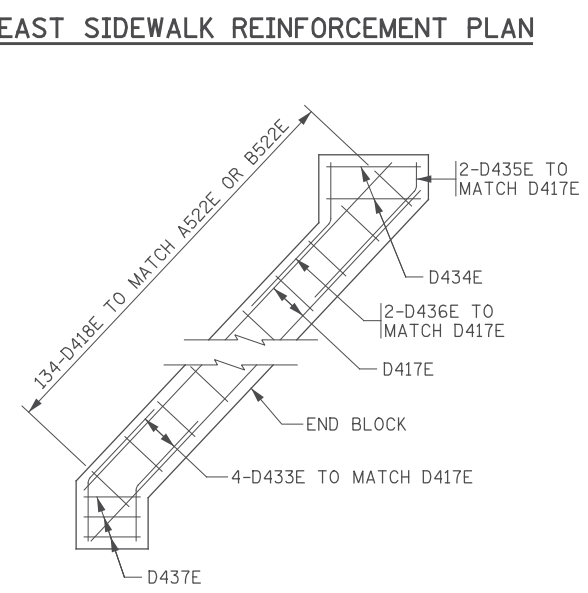 EAST SIDEWALK REINFORCEMENT PLAN
134-D418E TO MATCH A522E OR B522E
2-D435E TO
MATCH D417E
D434E
2-D436E TO
MATCH D417E
D417E
END BLOCK
4-D433E TO MATCH D417E
D437E